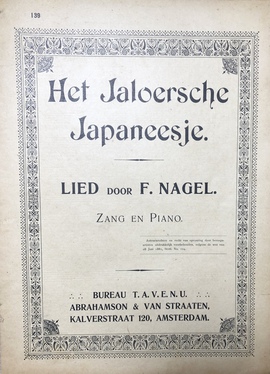 139
Het Jaloersche
Japaneesje.
LIED DOOR F. NAGEL.
ZANG EN PIANO.
BUREAU T. A. V. E. N. U.
ABRAHAMSON & VAN STRAATEN,
KALVERSTRAAT 120, AMSTERDAM.